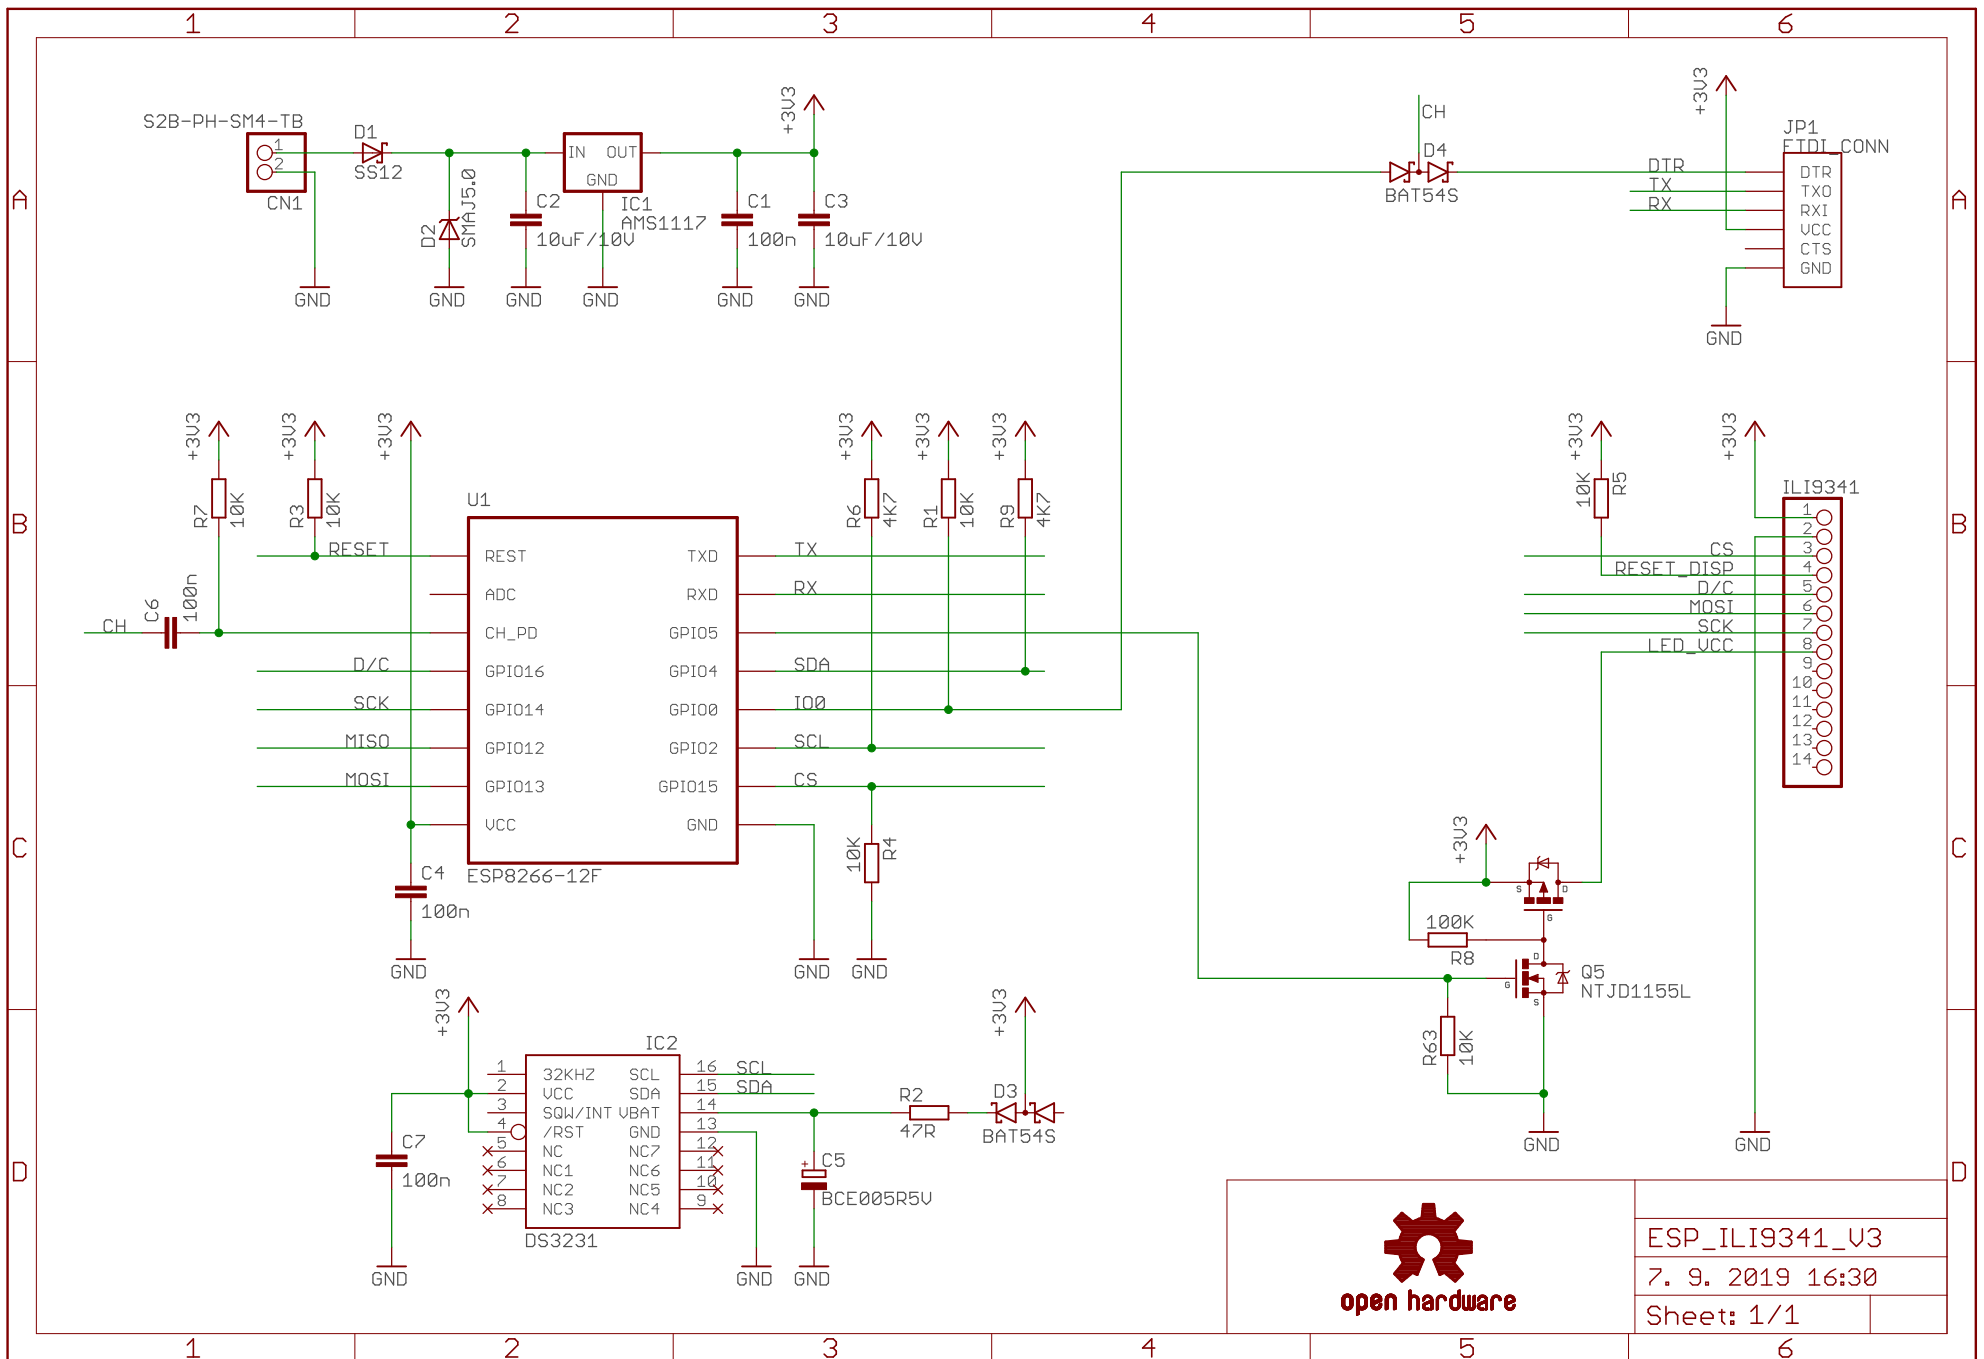 1 2 3 4 5 6
A
S2B-PH-SM4-TB
1
2
CN1
GND
D1
SS12
D2
SMAJ5.0
GND
C2
10uF/10V
GND
IN OUT
GND
IC1
AMS1117
GND
C1
100n
GND
+3V3
C3
10uF/10V
GND
CH
D4
BAT54S
+3V3
JP1
FTDI_CONN
DTR DTR
TX TXO
RX RXI
VCC
CTS
GND
GND
A
B
+3V3
R7
10K
+3V3
R3
10K
+3V3
U1
RESET REST
ADC
CH
C6
100n
CH_PD
D/C GPIO16
SCK GPIO14
MISO GPIO12
MOSI GPIO13
VCC
TXD TX
RXD RX
GPIO5
GPIO4 SDA
GPIO0 IO0
GPIO2 SCL
GPIO15 CS
GND
ESP8266-12F
+3V3
R6
4K7
+3V3
R1
10K
+3V3
R9
4K7
C4
100n
GND
GND
10K
R4
GND
+3V3
10K
R5
+3V3
ILI9341
1
2
CS 3
RESET_DISP 4
D/C 5
MOSI 6
SCK 7
LED_VCC 8
9
10
11
12
13
14
B
C
+3V3
S D
G
100K
R8
D
G
S
Q5
NTJD1155L
R63
10K
GND
GND
C
D
+3V3
IC2
1 32KHZ SCL 16 SCL
2 VCC SDA 15 SDA
3 SQW/INT VBAT 14
4 /RST GND 13
5 NC NC7 12
6 NC1 NC6 11
7 NC2 NC5 10
8 NC3 NC4 9
DS3231
C7
100n
GND
GND
+
C5
BCE005R5V
GND
R2
47R
+3V3
D3
BAT54S
D
open hardware
ESP_ILI9341_V3
7. 9. 2019 16:30
Sheet: 1/1
1 2 3 4 5 6